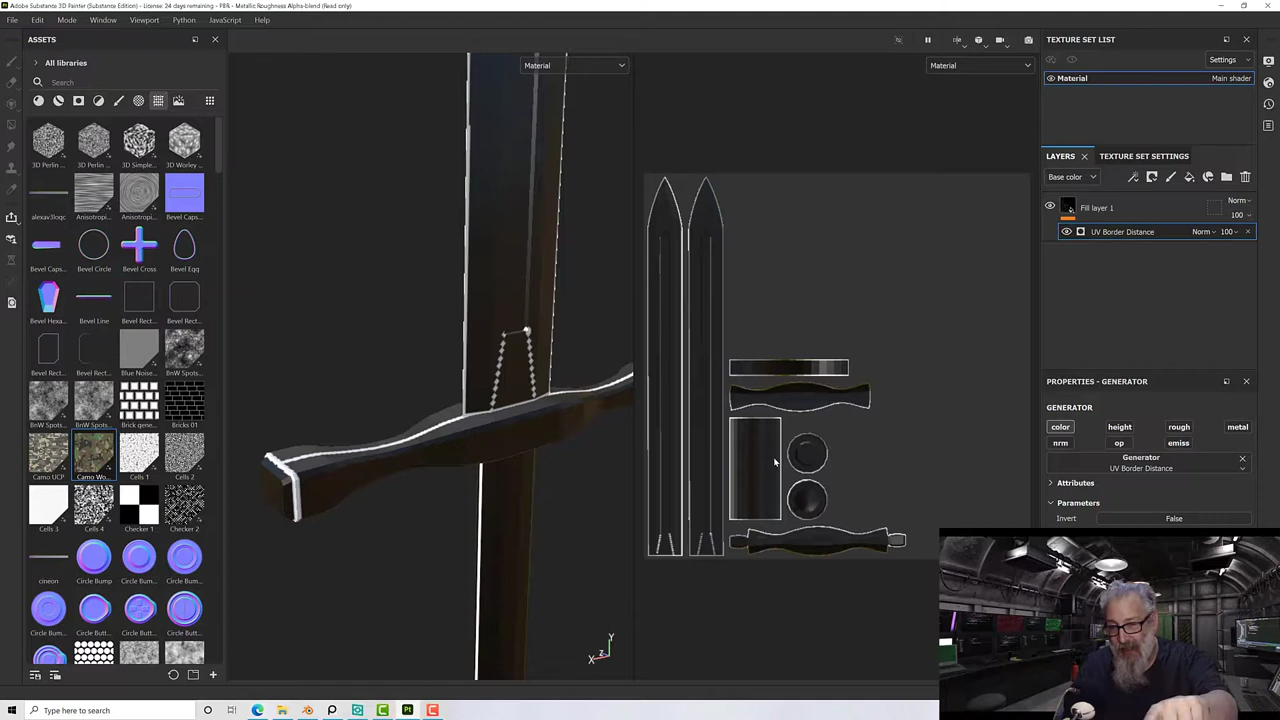 Adobe Substance 3D Painter (Substance Edition) - License: 24 days remaining - PBR - Metallic Roughness Alpha-blend (Read only)
File Edit Mode Window Viewport Python JavaScript Help
ASSETS
All libraries
Search
3D Perlin ... 3D Perlin ... 3D Simple... 3D Worley ...
alexav3loqc Anisotropi... Anisotropi... Bevel Caps...
Bevel Caps... Bevel Circle Bevel Cross Bevel Egg
Bevel Hexa... Bevel Line Bevel Rect... Bevel Rect...
Bevel Rect... Bevel Rect... Blue Noise... BnW Spots...
BnW Spots... BnW Spots... Bricks 01
Camo UCP Camo Wo... Cells 1 Cells 2
Cells 3 Cells 4 Checker 1 Checker 2
cineon Circle Bump Circle Bum... Circle Bum...
Circle Bum... Circle Butt... Circle Butt... Circle Butt...
Material
Material
Y
Z
X
TEXTURE SET LIST
Settings
Material Main shader
LAYERS TEXTURE SET SETTINGS
Base color
Fill layer 1 Norm
100
UV Border Distance Norm 100
PROPERTIES - GENERATOR
GENERATOR
color height rough metal
nrm op emiss
Generator
UV Border Distance
Attributes
Parameters
Invert False
Type here to search
Pt